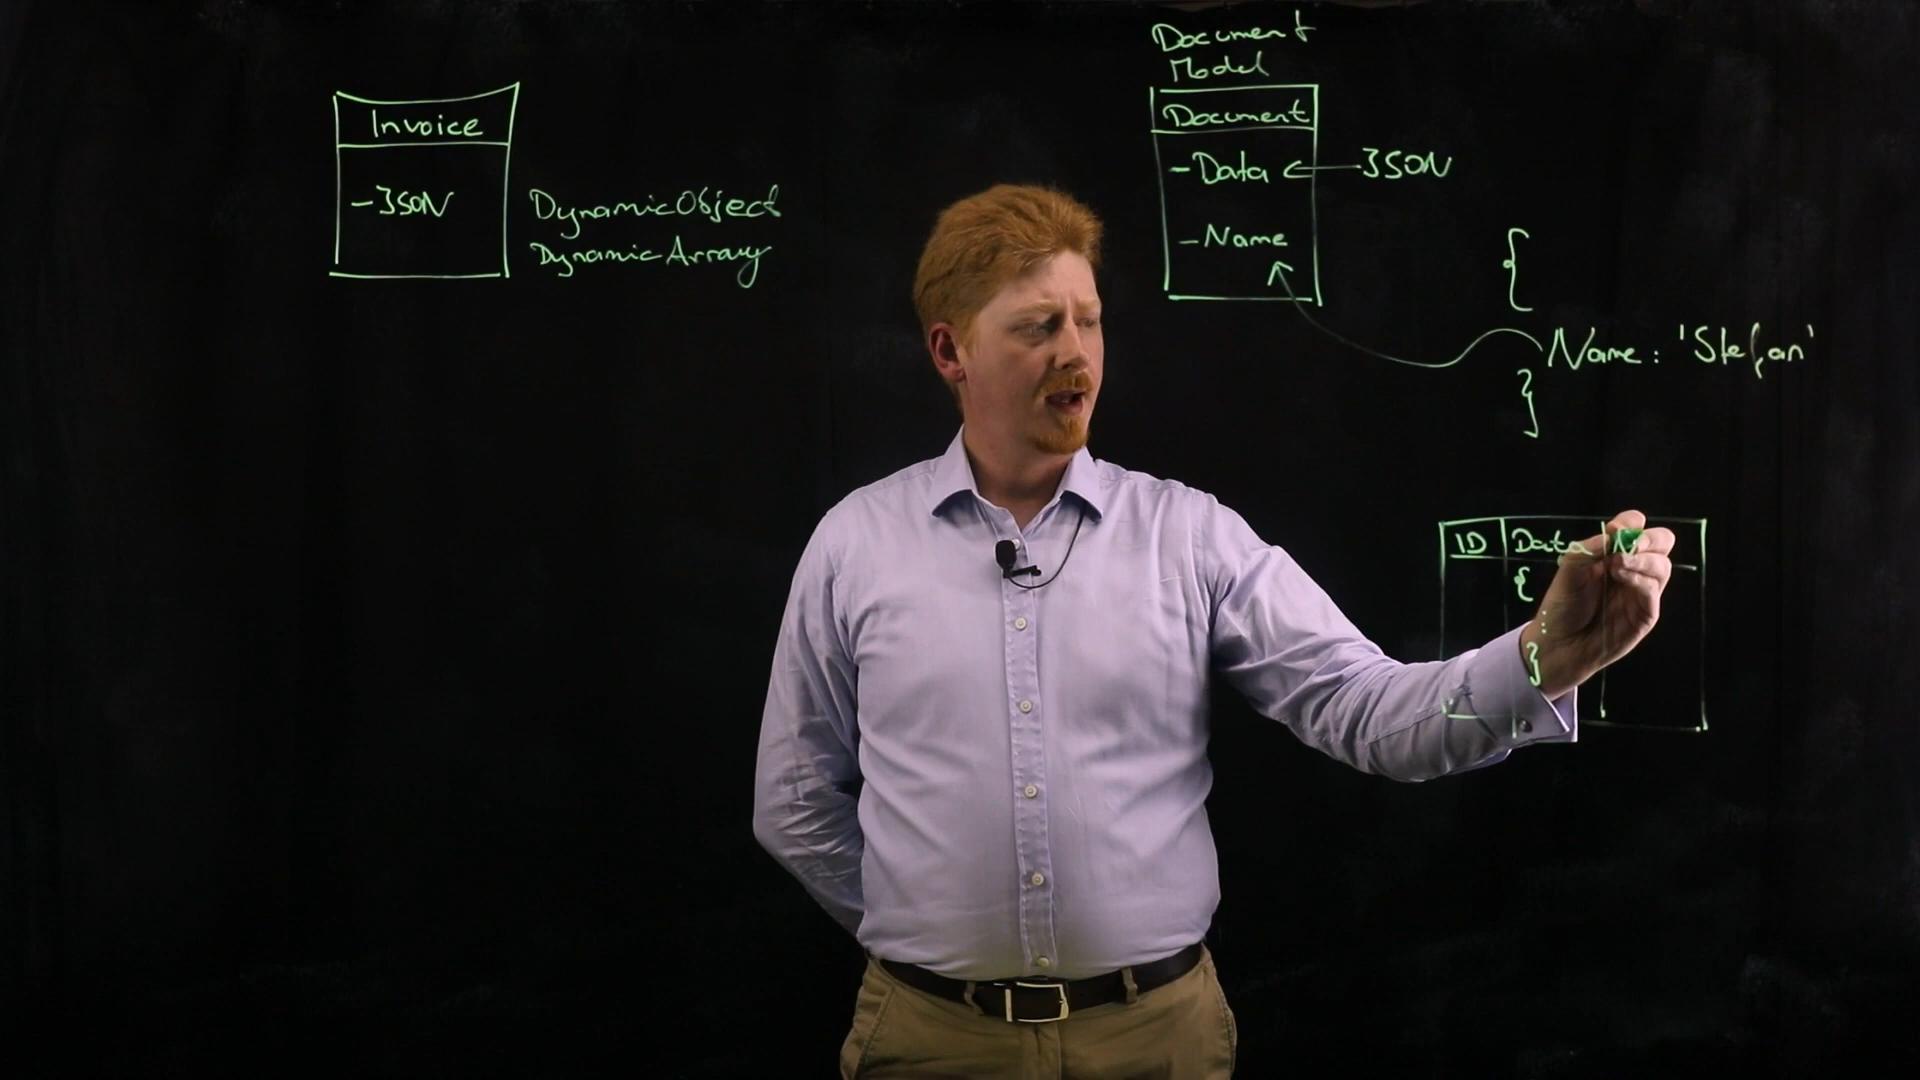 Invoice
-JSON
DynamicObject
DynamicArray
Document
Model
Document
-Data
JSON
-Name
{
Name: 'Stefan'
}
ID Data N
{
...
}